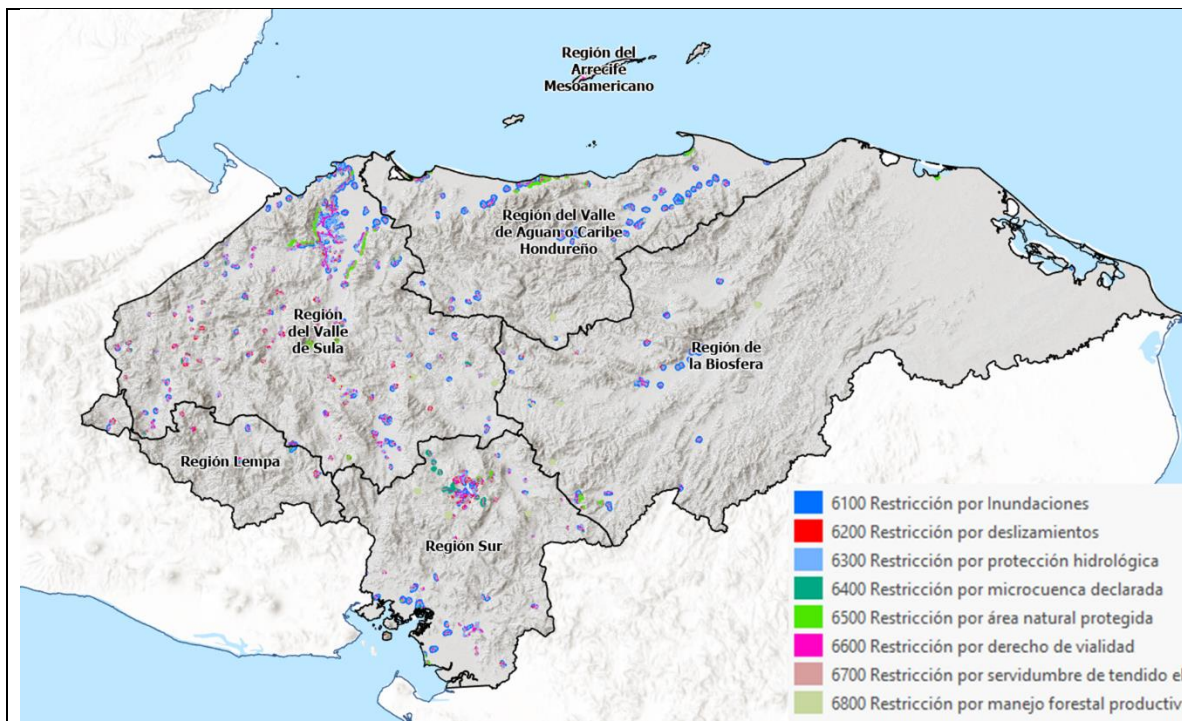 Región del
Arrecife
Mesoamericano
Región del Valle
de Aguan o Caribe
Hondureño
Región
del Valle
de Sula
Región de
la Biosfera
Región Lempa
Región Sur
6100 Restricción por Inundaciones
6200 Restricción por deslizamientos
6300 Restricción por protección hidrológica
6400 Restricción por microcuenca declarada
6500 Restricción por área natural protegida
6600 Restricción por derecho de vialidad
6700 Restricción por servidumbre de tendido el
6800 Restricción por manejo forestal productiv